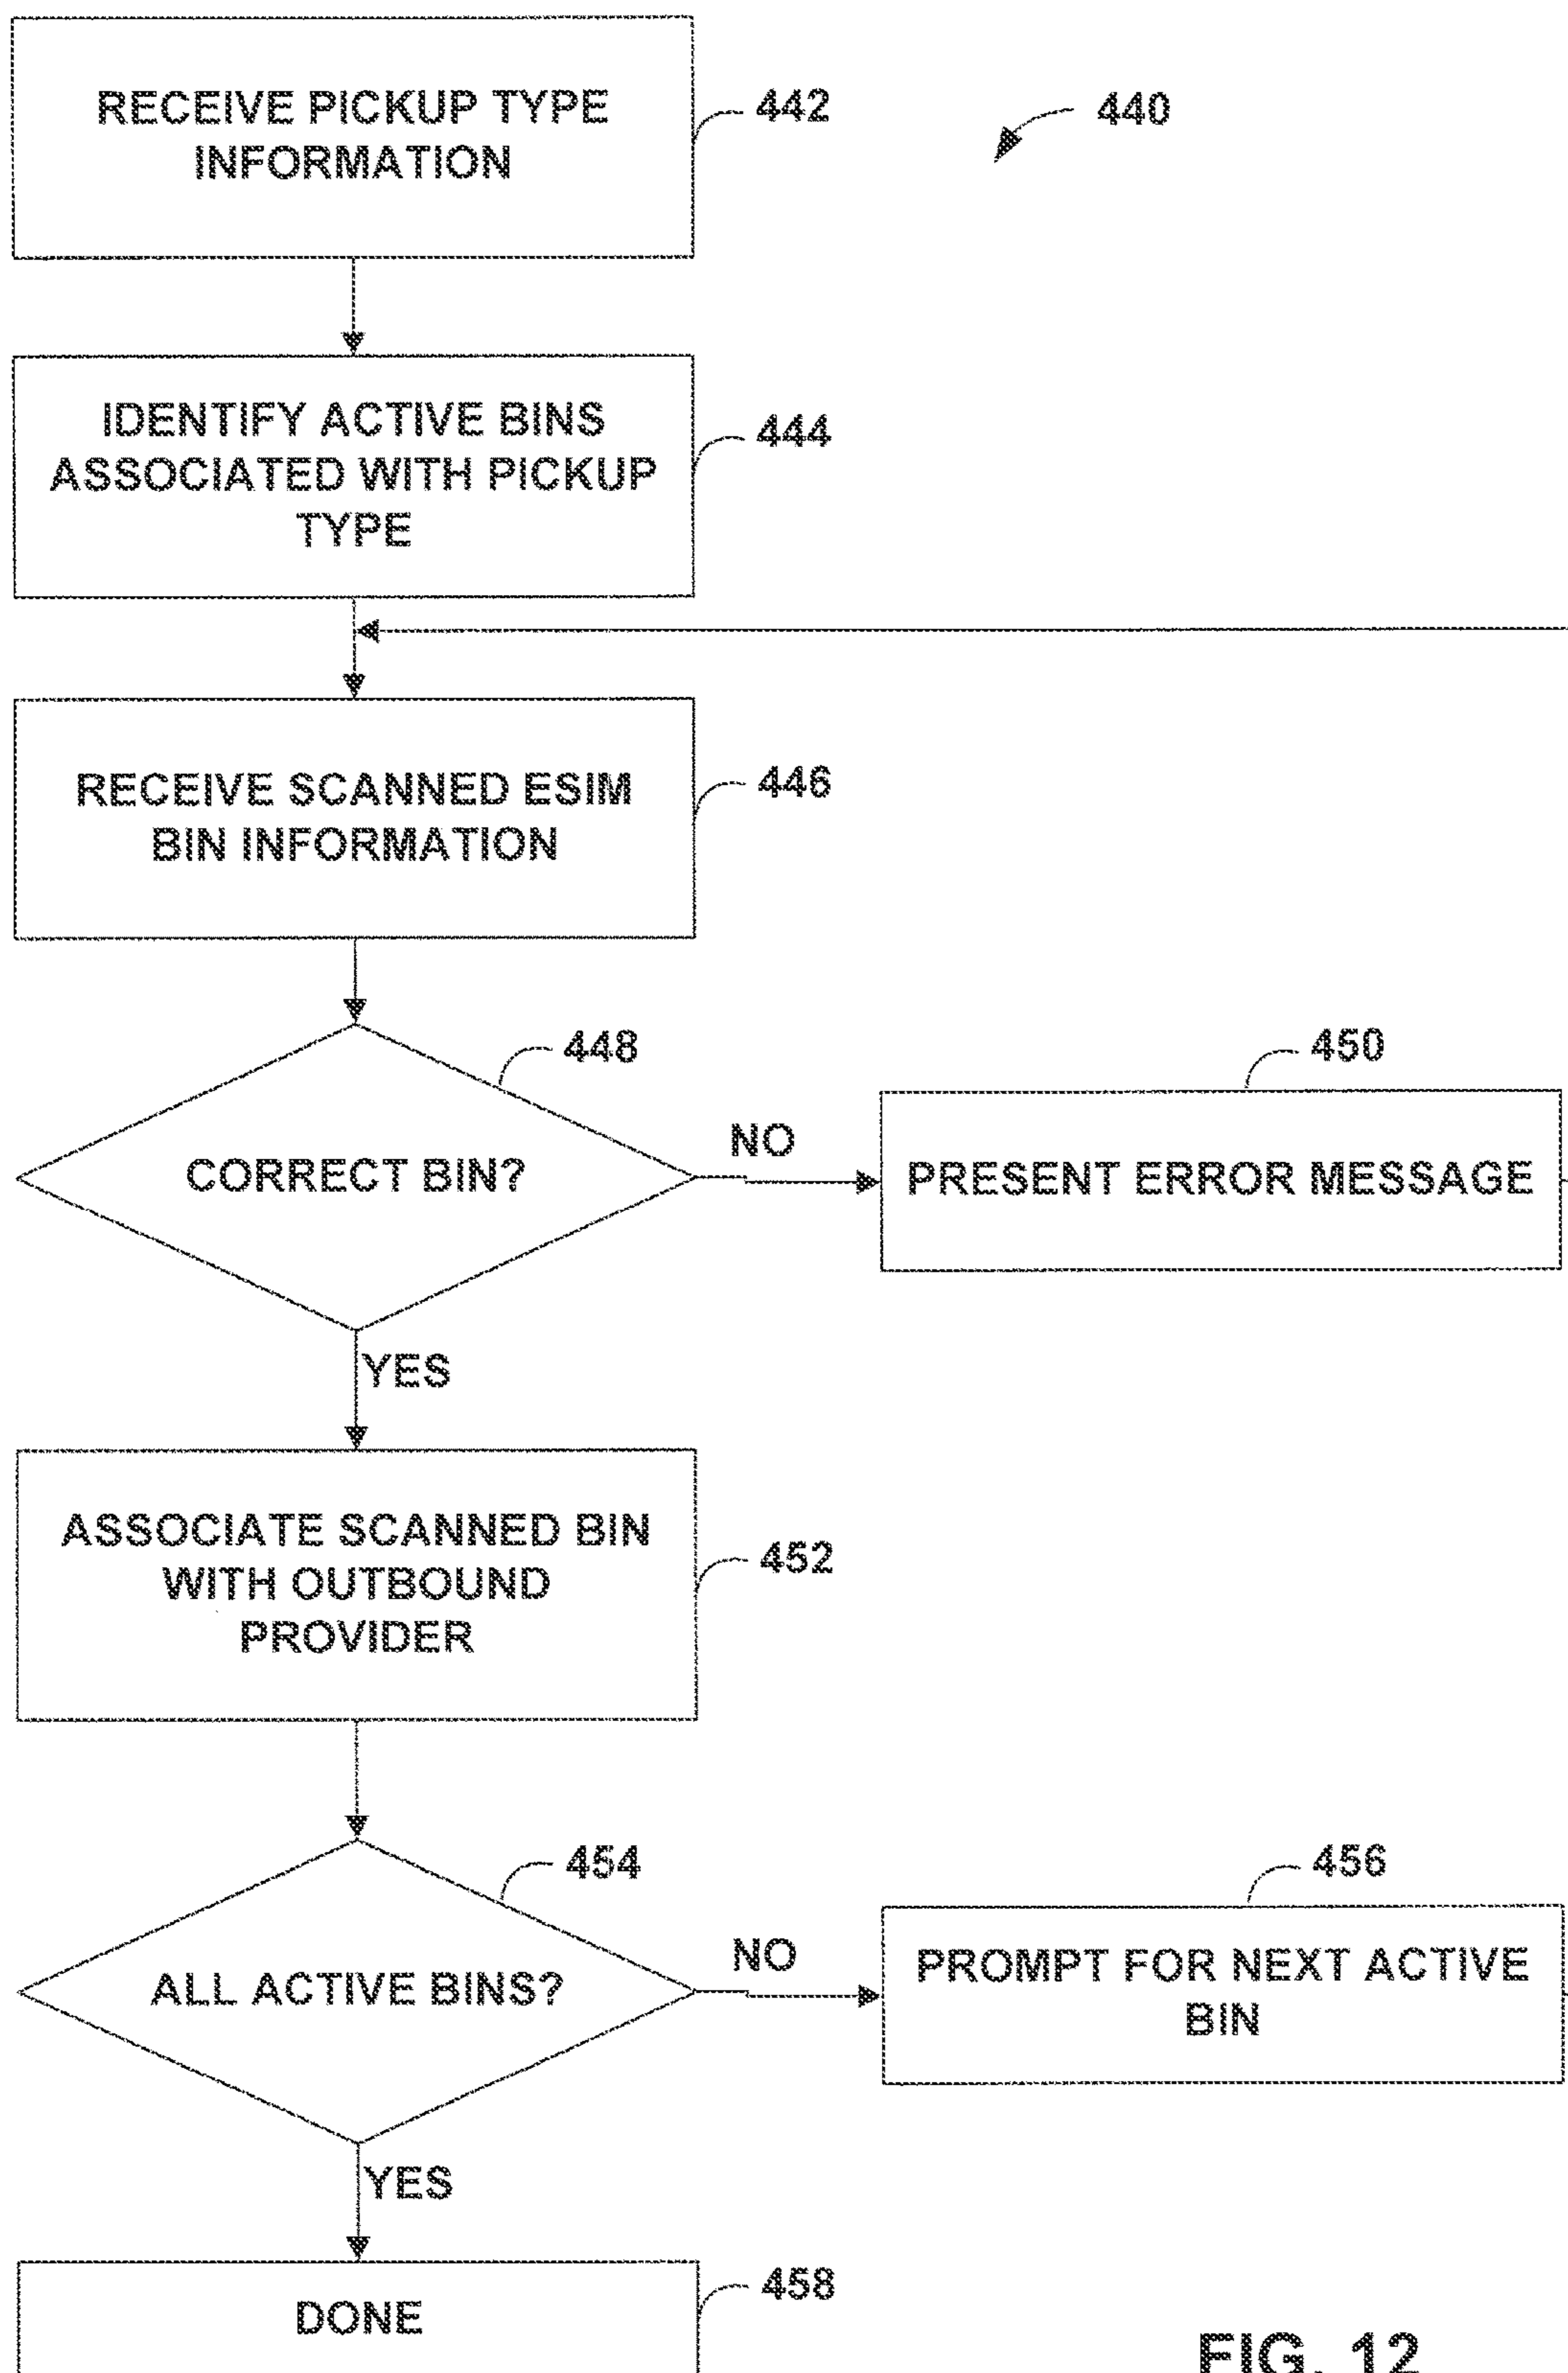 RECEIVE PICKUP TYPE
INFORMATION
442
440
IDENTIFY ACTIVE BINS
ASSOCIATED WITH PICKUP
TYPE
444
RECEIVE SCANNED ESIM
BIN INFORMATION
446
448
CORRECT BIN?
NO
450
PRESENT ERROR MESSAGE
YES
ASSOCIATE SCANNED BIN
WITH OUTBOUND
PROVIDER
452
454
ALL ACTIVE BINS?
NO
456
PROMPT FOR NEXT ACTIVE
BIN
YES
DONE
458
FIG. 12